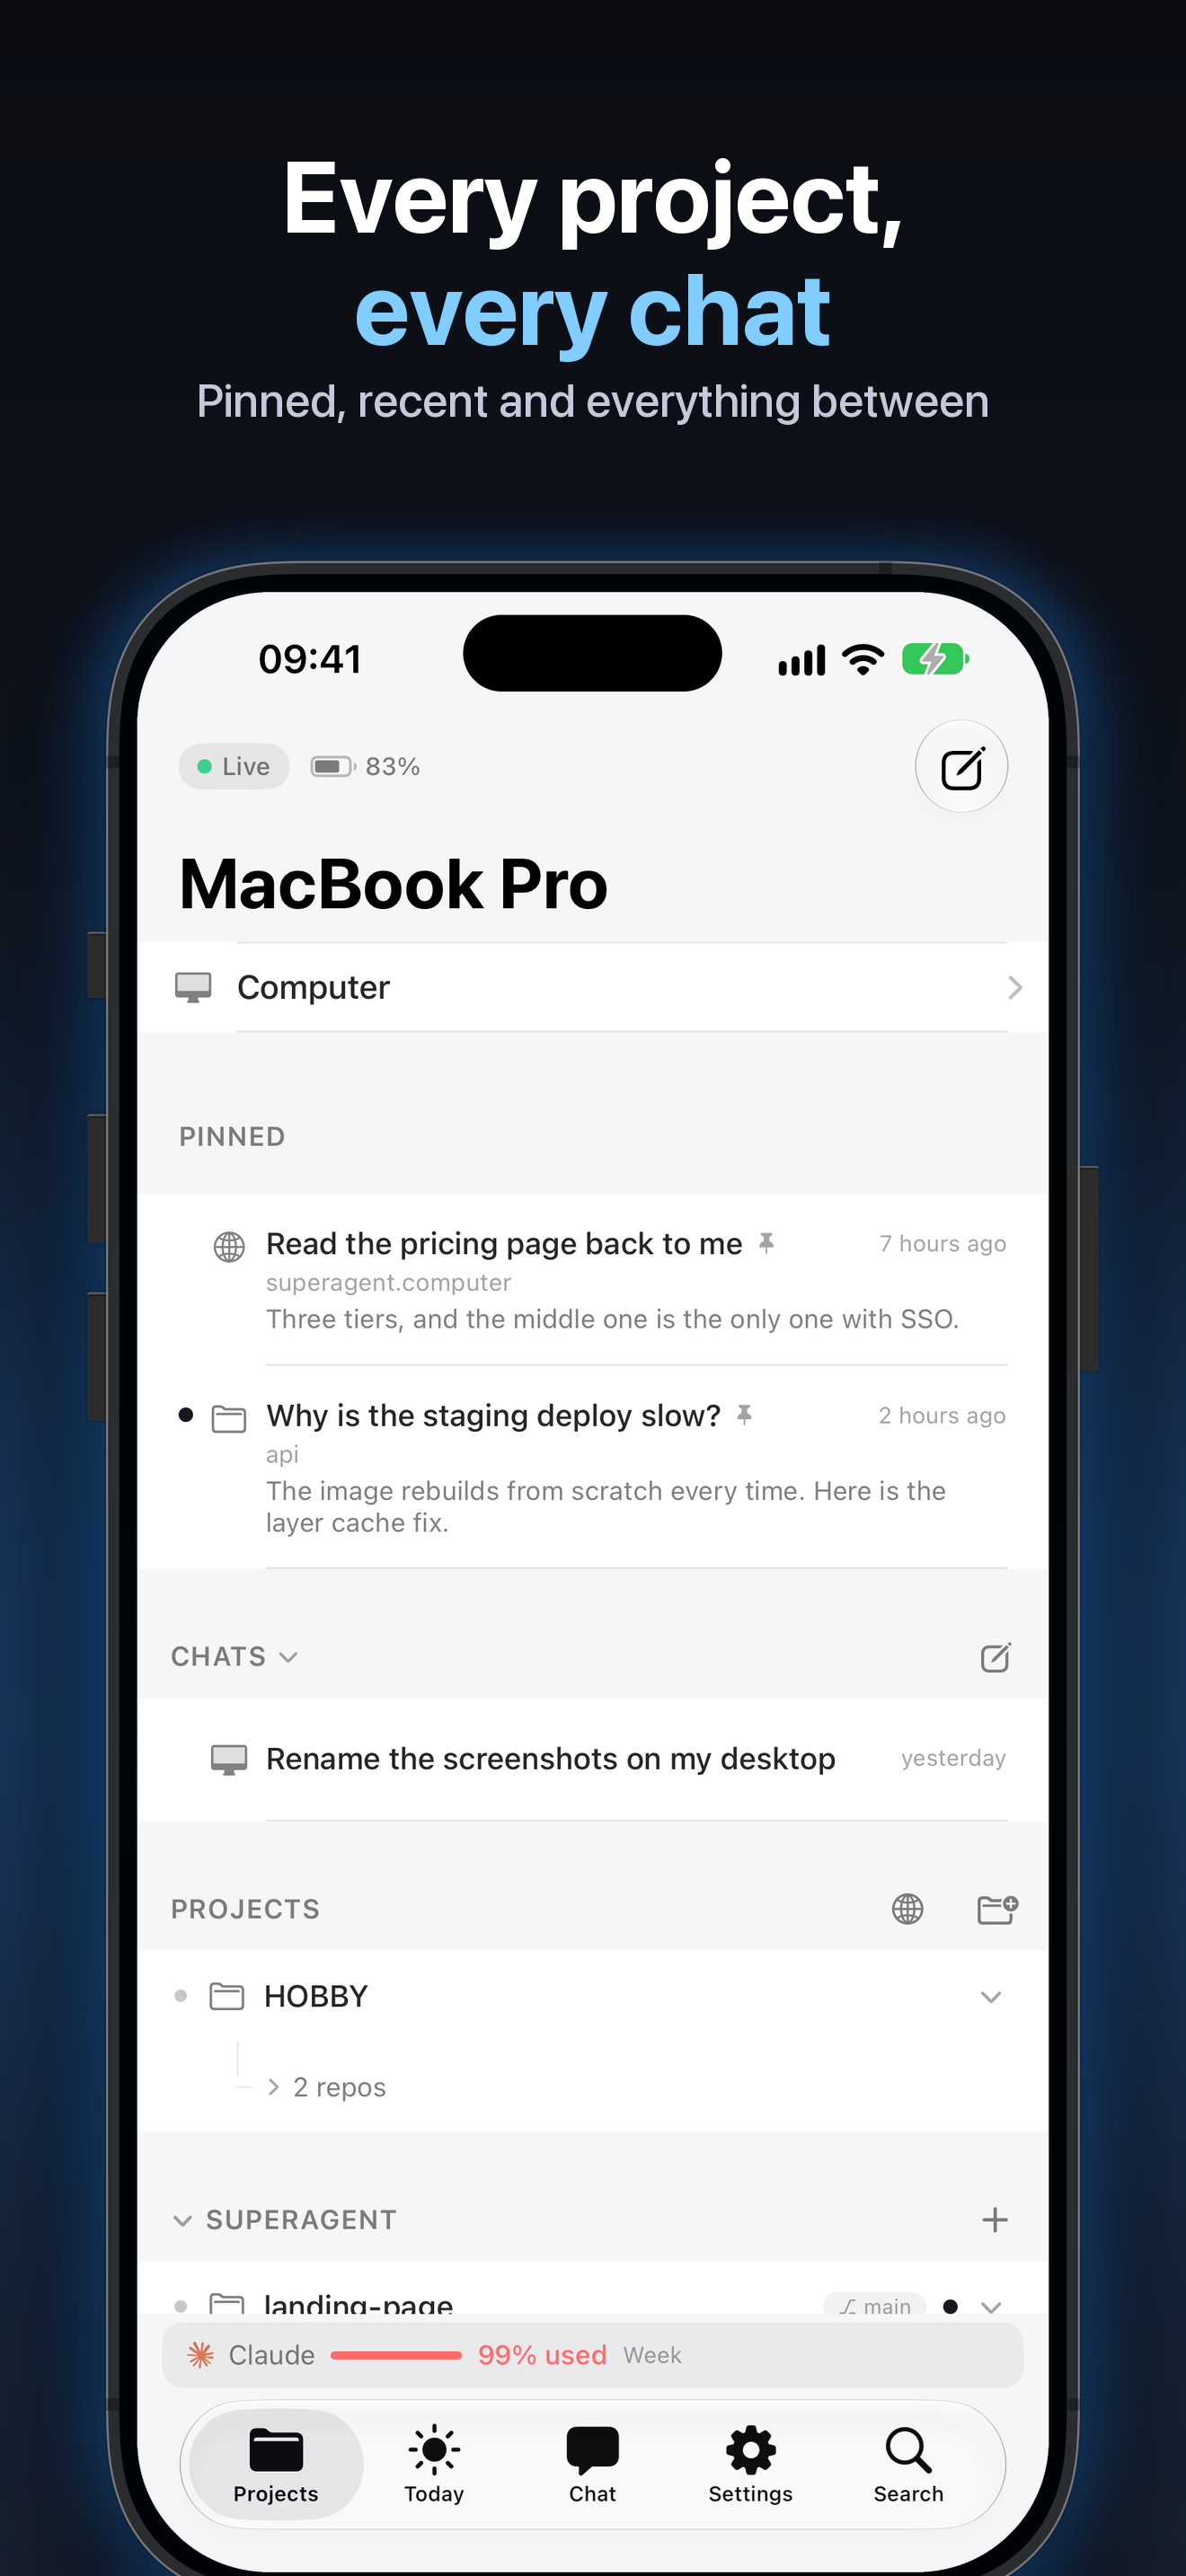 Every project,
every chat
Pinned, recent and everything between
09:41
Live 83%
MacBook Pro
Computer
PINNED
Read the pricing page back to me 7 hours ago
superagent.computer
Three tiers, and the middle one is the only one with SSO.
Why is the staging deploy slow? 2 hours ago
api
The image rebuilds from scratch every time. Here is the
layer cache fix.
CHATS
Rename the screenshots on my desktop yesterday
PROJECTS
HOBBY
2 repos
SUPERAGENT
landing-page main
Claude 99% used Week
Projects Today Chat Settings Search